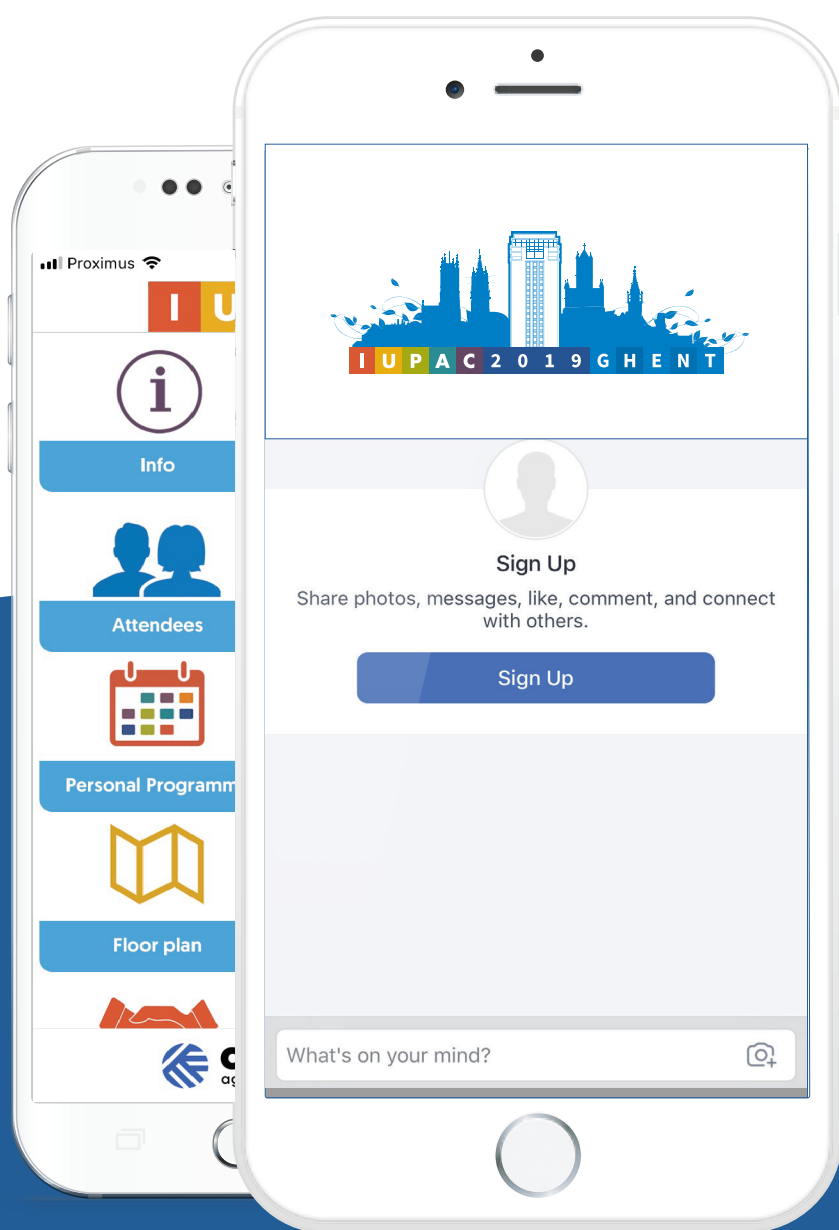 Proximus
I U
Info
Attendees
Personal Programm
Floor plan
IUPAC2019GHENT
Sign Up
Share photos, messages, like, comment, and connect
with others.
Sign Up
What's on your mind?